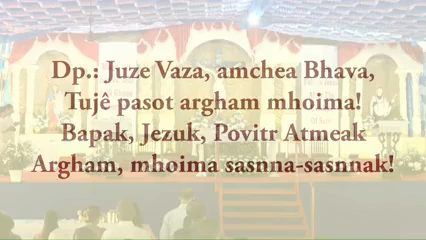 Dp.: Juze Vaza, amchea Bhava,
Tujê pasot argham mhoima!
Bapak, Jezuk, Povitr Atmeak
Argham, mhoima sasnna-sasnnak!